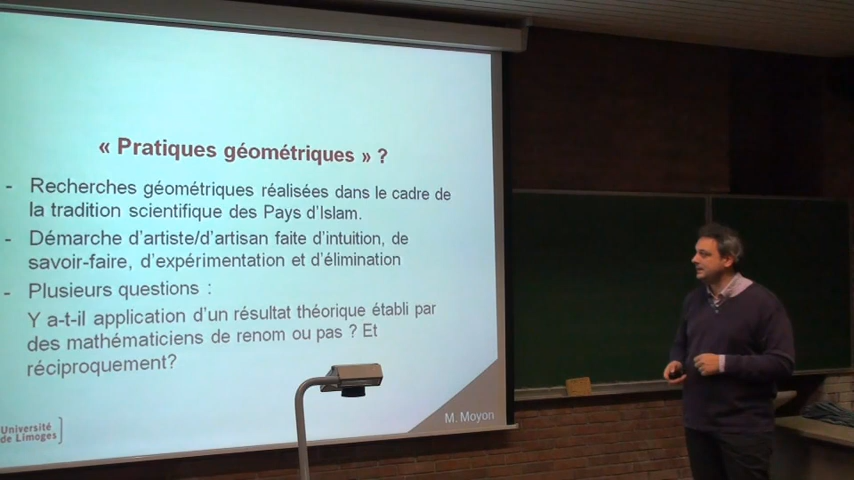 « Pratiques géométriques » ?
- Recherches géométriques réalisées dans le cadre de
la tradition scientifique des Pays d'Islam.
- Démarche d'artiste/d'artisan faite d'intuition, de
savoir-faire, d'expérimentation et d'élimination
- Plusieurs questions :
Y a-t-il application d'un résultat théorique établi par
des mathématiciens de renom ou pas ? Et
réciproquement?
M. Moyon
Université
de Limoges